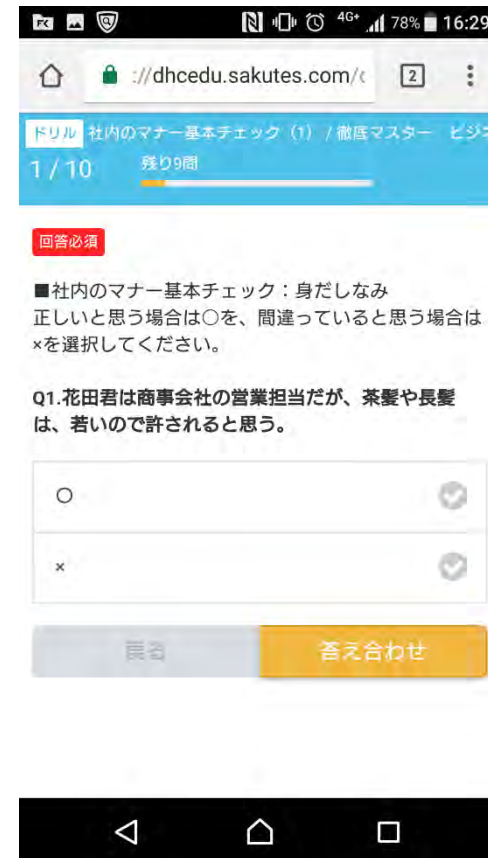 4G+ 78% 16:29
://dhcedu.sakutes.com/c 2
ドリル 社内のマナー基本チェック（1） / 徹底マスター ビジネ
1 / 10 残り9問
回答必須
■社内のマナー基本チェック：身だしなみ
正しいと思う場合は○を、間違っていると思う場合は
×を選択してください。
Q1.花田君は商事会社の営業担当だが、茶髪や長髪
は、若いので許されると思う。
○
×
戻る 答え合わせ